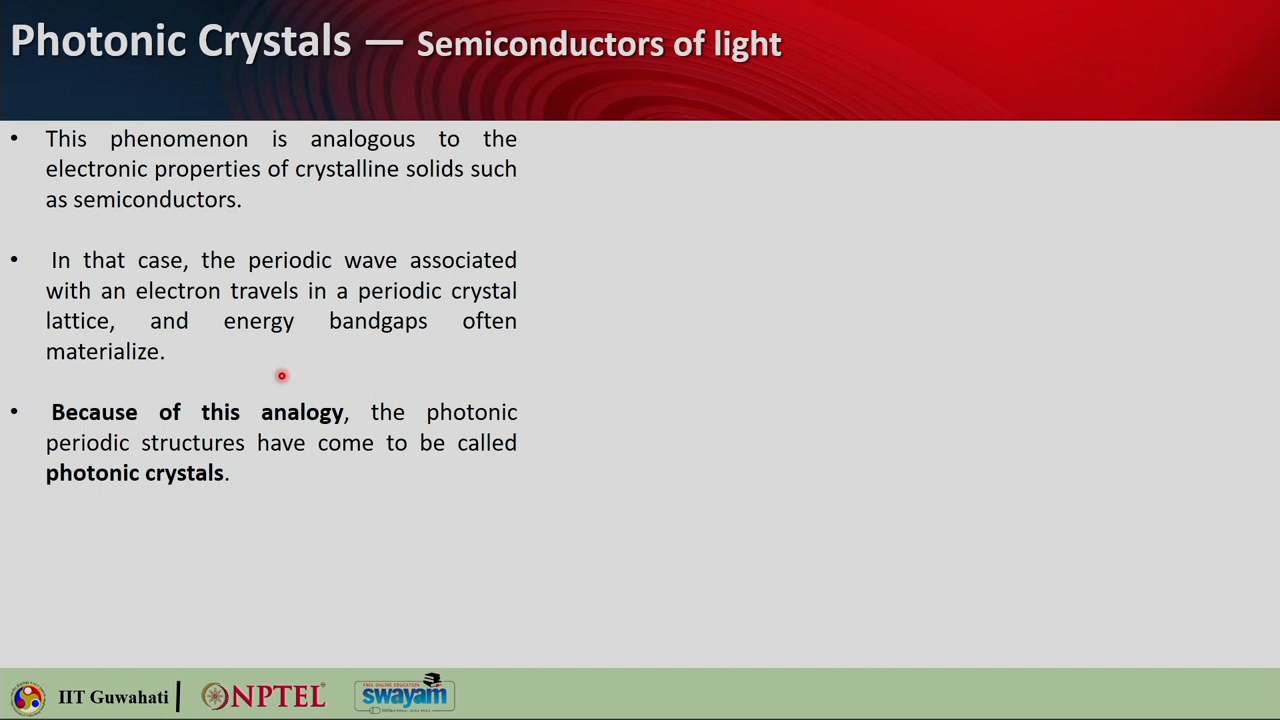 Photonic Crystals — Semiconductors of light
• This phenomenon is analogous to the
electronic properties of crystalline solids such
as semiconductors.
• In that case, the periodic wave associated
with an electron travels in a periodic crystal
lattice, and energy bandgaps often
materialize.
• Because of this analogy, the photonic
periodic structures have come to be called
photonic crystals.
IIT Guwahati
NPTEL
FREE ONLINE EDUCATION
swayam